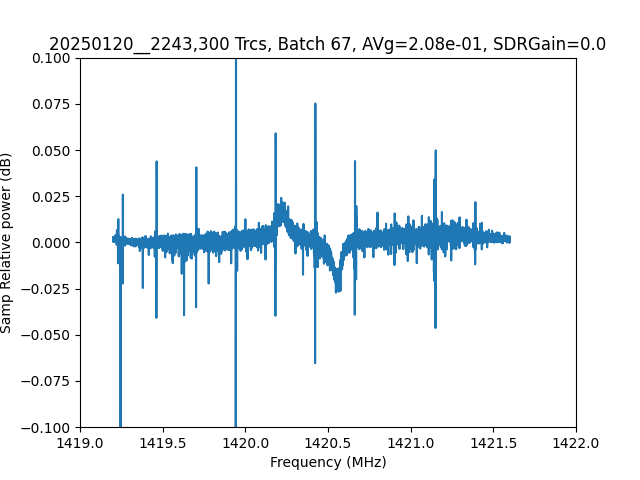 20250120__2243,300 Trcs, Batch 67, AVg=2.08e-01, SDRGain=0.0
0.100
0.075
0.050
0.025
0.000
−0.025
−0.050
−0.075
−0.100
Samp Relative power (dB)
1419.0 1419.5 1420.0 1420.5 1421.0 1421.5 1422.0
Frequency (MHz)